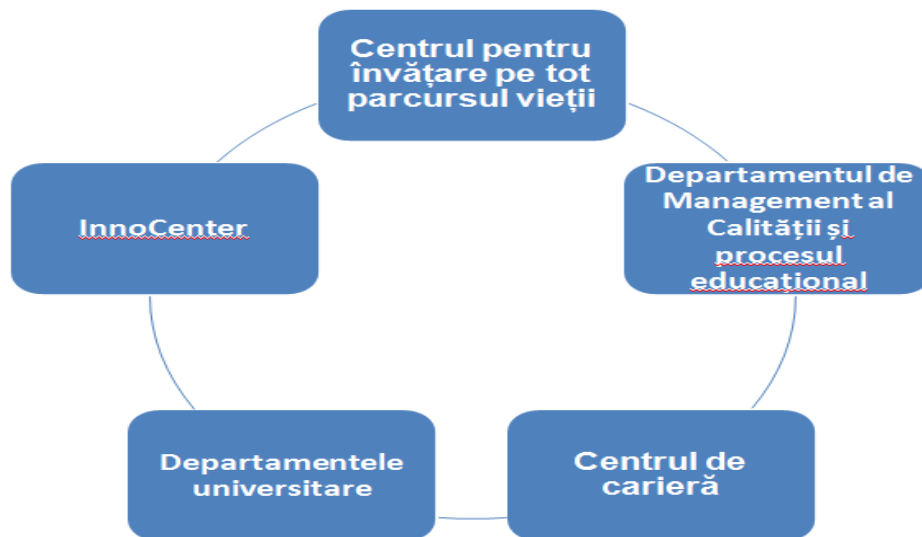 Centrul pentru
învățare pe tot
parcursul vieții
Departamentul de
Management al
Calității și
procesul
educațional
InnoCenter
Departamentele
universitare
Centrul de
carieră